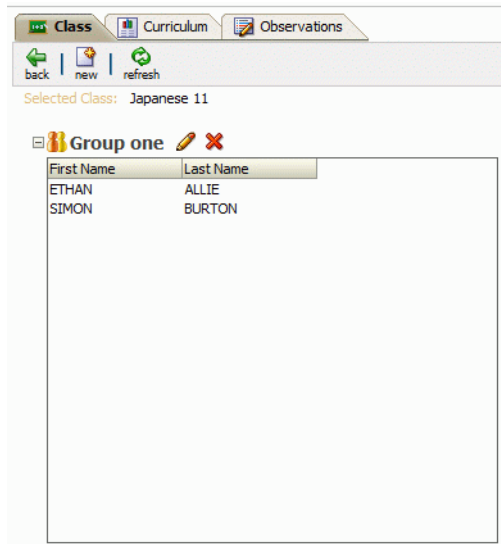 Class Curriculum Observations
back new refresh
Selected Class: Japanese 11
Group one
First Name Last Name
ETHAN ALLIE
SIMON BURTON